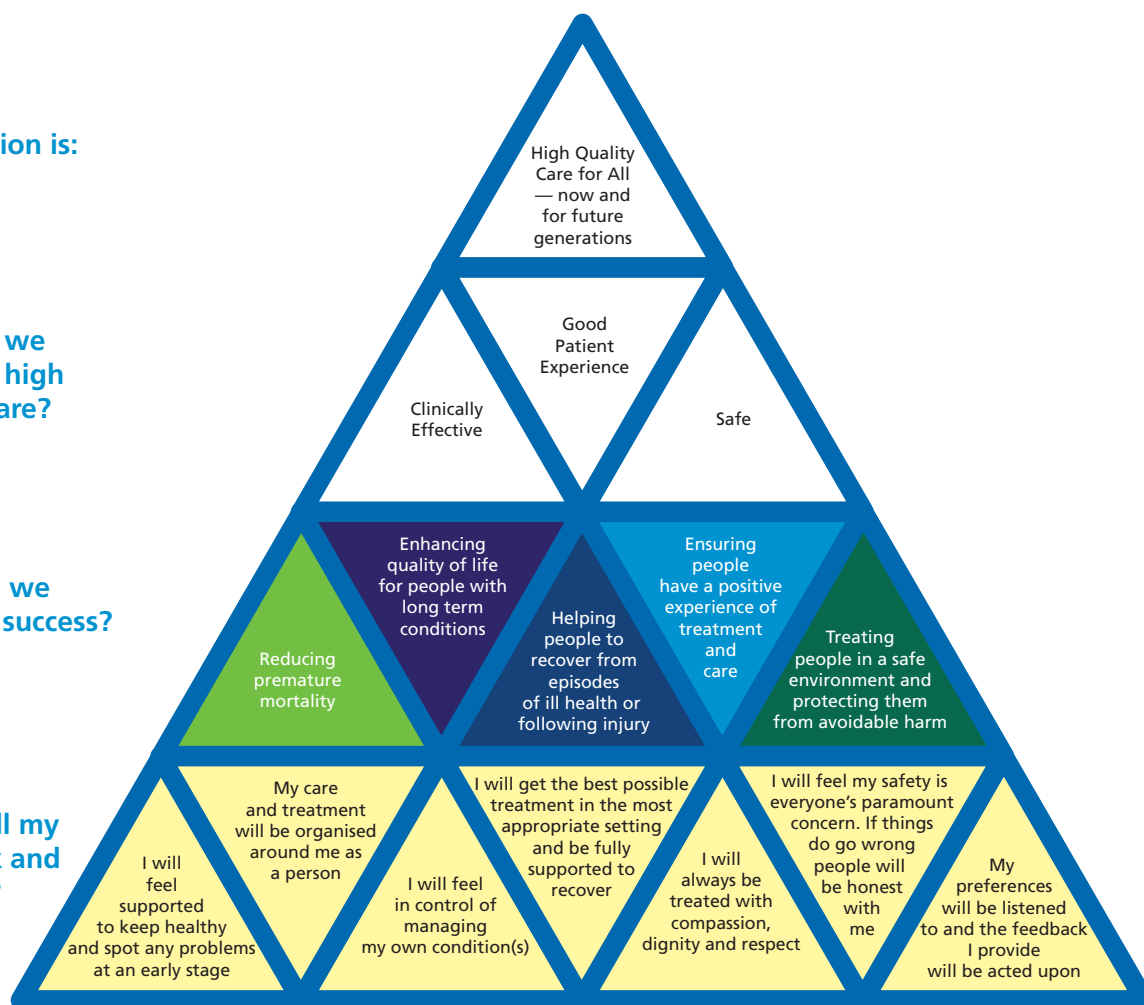 ion is:
High Quality
Care for All
— now and
for future
generations
we
high
are?
Good
Patient
Experience
Clinically
Effective
Safe
we
success?
Reducing
premature
mortality
Enhancing
quality of life
for people with
long term
conditions
Helping
people to
recover from
episodes
of ill health or
following injury
Ensuring
people
have a positive
experience of
treatment
and
care
Treating
people in a safe
environment and
protecting them
from avoidable harm
ll my
and
I will
feel
supported
to keep healthy
and spot any problems
at an early stage
My care
and treatment
will be organised
around me as
a person
I will feel
in control of
managing
my own condition(s)
I will get the best possible
treatment in the most
appropriate setting
and be fully
supported to
recover
I will
always be
treated with
compassion,
dignity and respect
I will feel my safety is
everyone's paramount
concern. If things
do go wrong
people will
be honest
with
me
My
preferences
will be listened
to and the feedback
I provide
will be acted upon